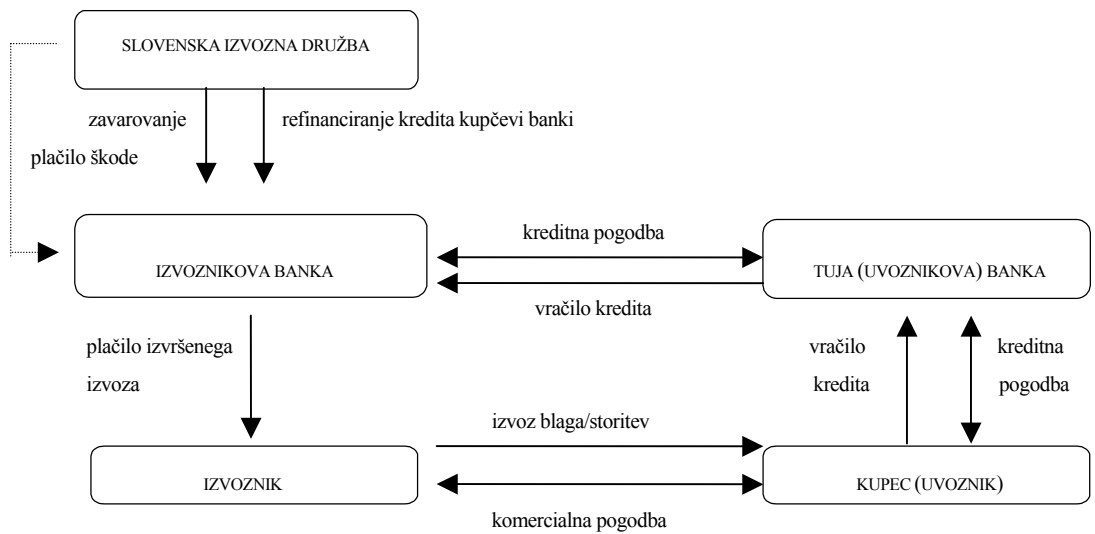 SLOVENSKA IZVOZNA DRUŽBA
zavarovanje
refinanciranje kredita kupčevi banki
plačilo škode
kreditna pogodba
IZVOZNIKOVA BANKA
TUJA (UVOZNIKOVA) BANKA
vračilo kredita
plačilo izvršenega
izvoza
vračilo
kredita
kreditna
pogodba
izvoz blaga/storitev
IZVOZNIK
KUPEC (UVOZNIK)
komercialna pogodba